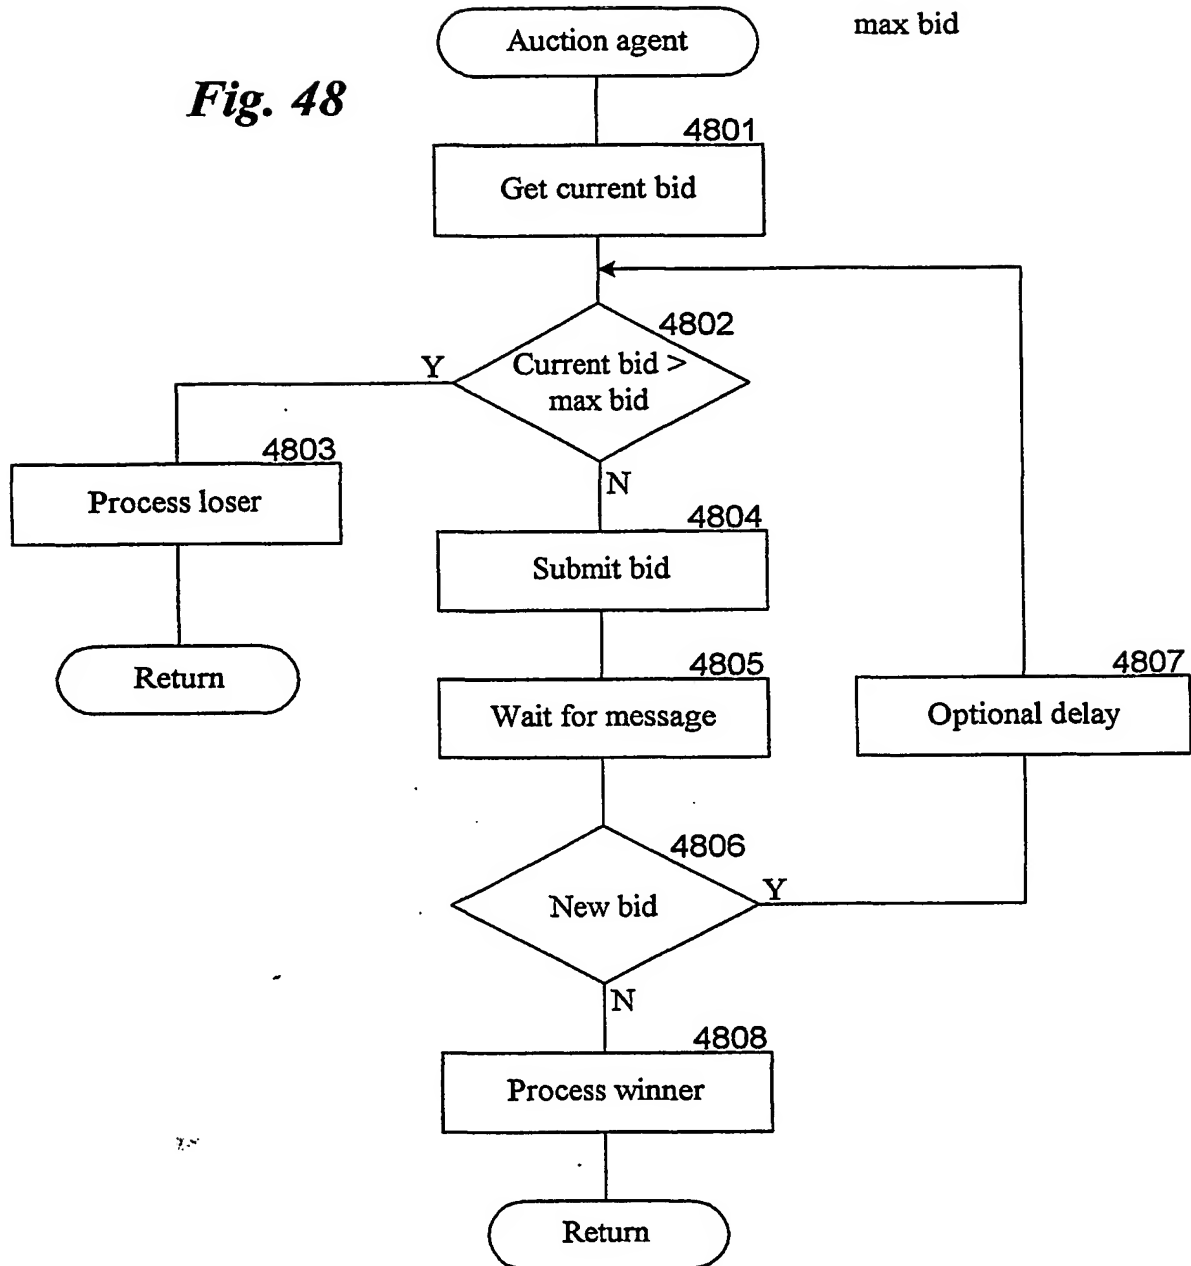 Auction agent
max bid
Fig. 48
4801
Get current bid
4802
Y
Current bid >
max bid
4803
Process loser
N
4804
Submit bid
Return
4805
Wait for message
4807
Optional delay
4806
New bid
Y
N
4808
Process winner
Return